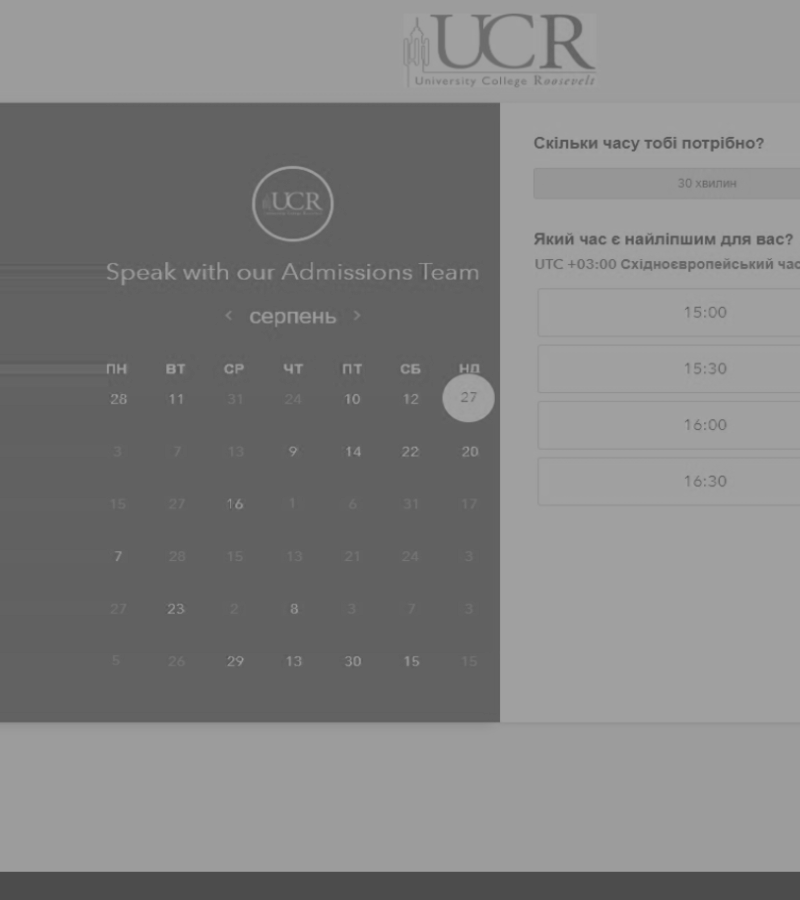 UCR
University College Roosevelt
UCR
Speak with our Admissions Team
‹ серпень ›
ПН ВТ СР ЧТ ПТ СБ НД
28 11 31 24 10 12 27
3 7 13 9 14 22 20
15 27 16 1 6 31 17
7 28 15 13 21 24 3
27 23 2 8 3 7 3
5 26 29 13 30 15 15
Скільки часу тобі потрібно?
30 хвилин
Який час є найліпшим для вас?
UTC +03:00 Східноєвропейський час
15:00
15:30
16:00
16:30